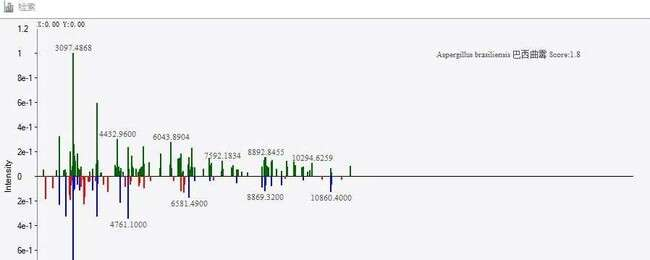 检索
X:0.00 Y:0.00
1.2
3097.4868
Aspergillus brasiliensis 巴西曲霉 Score:1.8
1
8e-1
6e-1
4432.9600
6043.8904
4e-1
7592.1834
8892.8455
10294.6259
2e-1
0
Intensity
2e-1
4761.1000
6581.4900
8869.3200
10860.4000
4e-1
6e-1